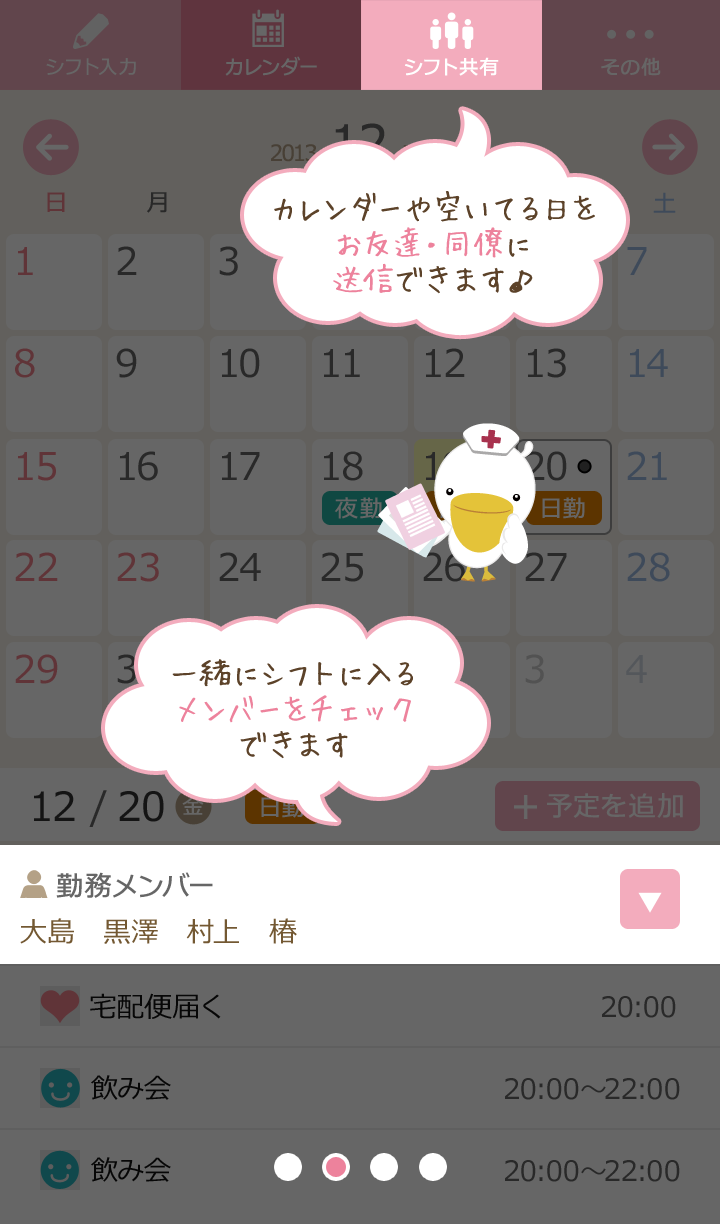 シフト入力
カレンダー
シフト共有
その他
2013
12
日 月 土
カレンダーや空いてる日を
お友達・同僚に
送信できます♪
1 2 3 7
8 9 10 11 12 13 14
15 16 17 18 20 21
夜勤 日勤
22 23 24 25 26 27 28
29 3 4
一緒にシフトに入る
メンバーをチェック
できます
12 / 20 金 日勤 ＋予定を追加
勤務メンバー
大島 黒澤 村上 椿
宅配便届く 20:00
飲み会 20:00〜22:00
飲み会 20:00〜22:00